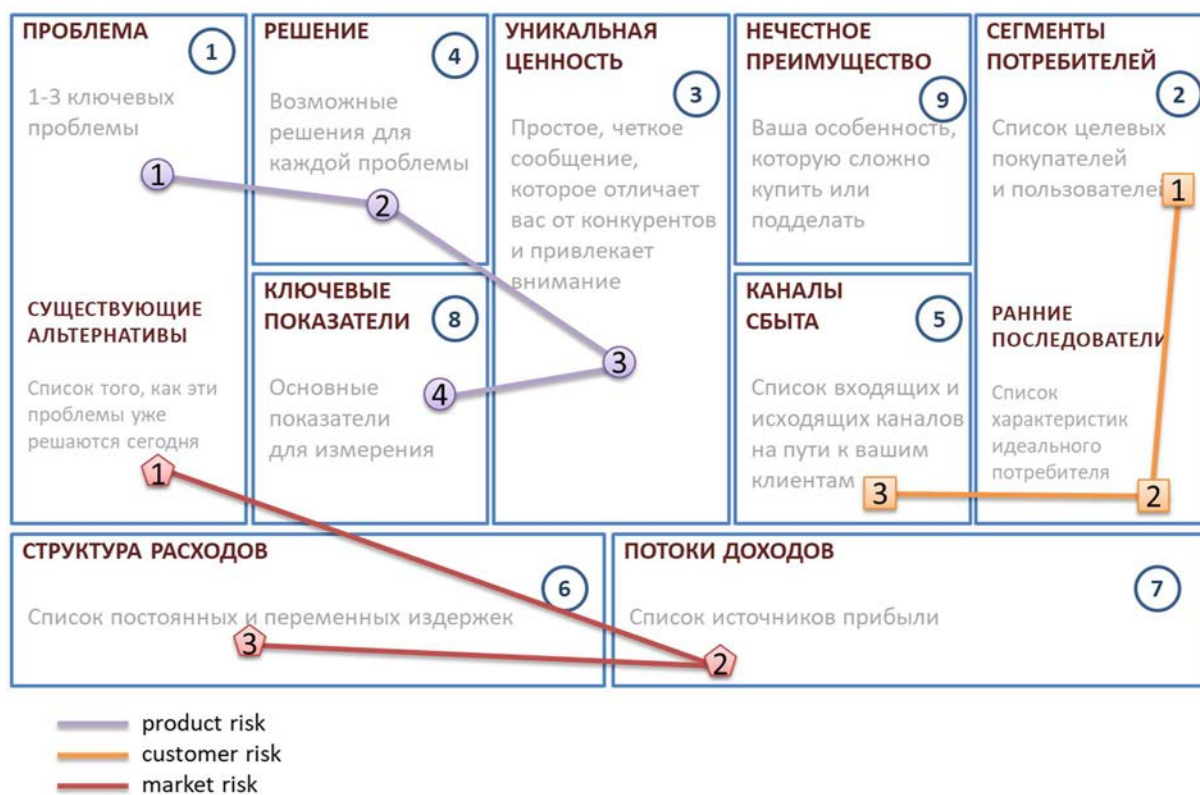 ПРОБЛЕМА
1
1-3 ключевых
проблемы
1
СУЩЕСТВУЮЩИЕ
АЛЬТЕРНАТИВЫ
Список того, как эти
проблемы уже
решаются сегодня
1
РЕШЕНИЕ
4
Возможные
решения для
каждой проблемы
2
КЛЮЧЕВЫЕ
ПОКАЗАТЕЛИ
8
Основные
показатели
для измерения
4
УНИКАЛЬНАЯ
ЦЕННОСТЬ
3
Простое, четкое
сообщение,
которое отличает
вас от конкурентов
и привлекает
внимание
3
НЕЧЕСТНОЕ
ПРЕИМУЩЕСТВО
9
Ваша особенность,
которую сложно
купить или
подделать
КАНАЛЫ
СБЫТА
5
Список входящих и
исходящих каналов
на пути к вашим
клиентам
3
СЕГМЕНТЫ
ПОТРЕБИТЕЛЕЙ
2
Список целевых
покупателей
и пользователей
1
РАННИЕ
ПОСЛЕДОВАТЕЛИ
Список
характеристик
идеального
потребителя
2
СТРУКТУРА РАСХОДОВ
6
Список постоянных и переменных издержек
3
ПОТОКИ ДОХОДОВ
7
Список источников прибыли
2
product risk
customer risk
market risk